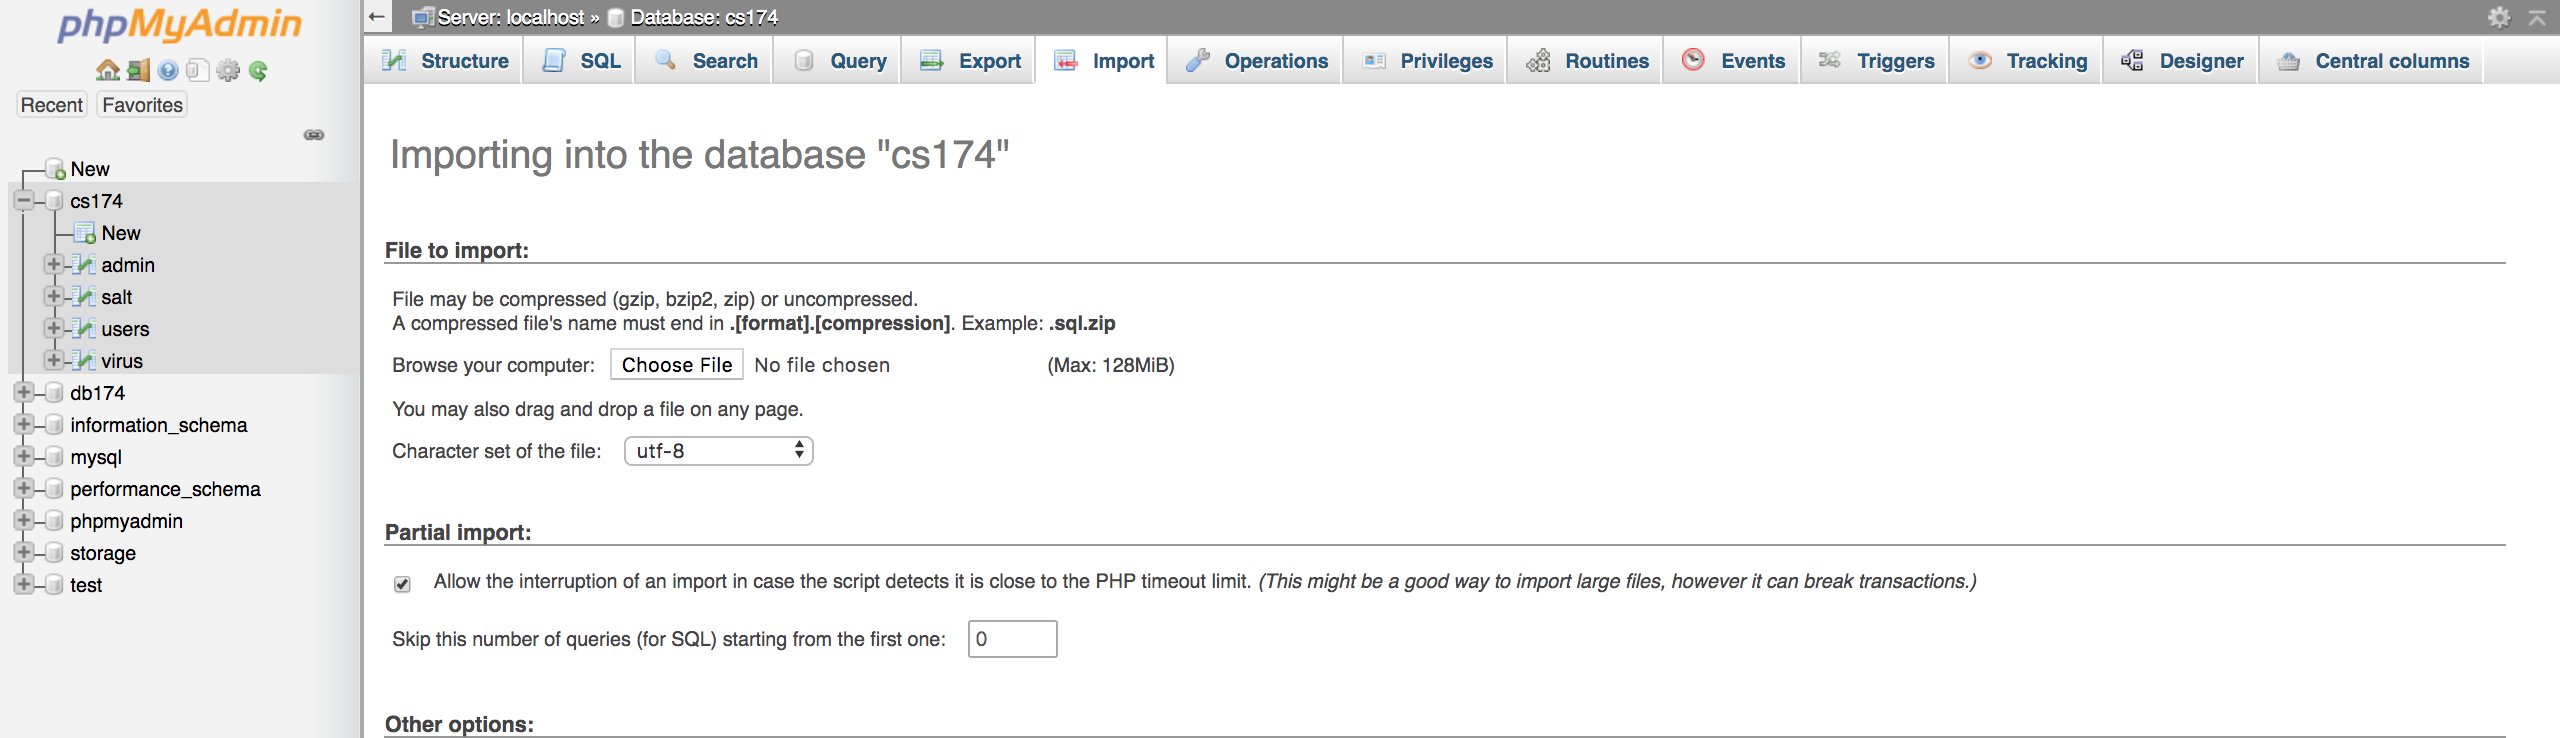 phpMyAdmin
Recent Favorites
New
cs174
New
admin
salt
users
virus
db174
information_schema
mysql
performance_schema
phpmyadmin
storage
test
Server: localhost » Database: cs174
Structure SQL Search Query Export Import Operations Privileges Routines Events Triggers Tracking Designer Central columns
Importing into the database "cs174"
File to import:
File may be compressed (gzip, bzip2, zip) or uncompressed.
A compressed file's name must end in .[format].[compression]. Example: .sql.zip
Browse your computer: Choose File No file chosen (Max: 128MiB)
You may also drag and drop a file on any page.
Character set of the file: utf-8
Partial import:
Allow the interruption of an import in case the script detects it is close to the PHP timeout limit. (This might be a good way to import large files, however it can break transactions.)
Skip this number of queries (for SQL) starting from the first one: 0
Other options: